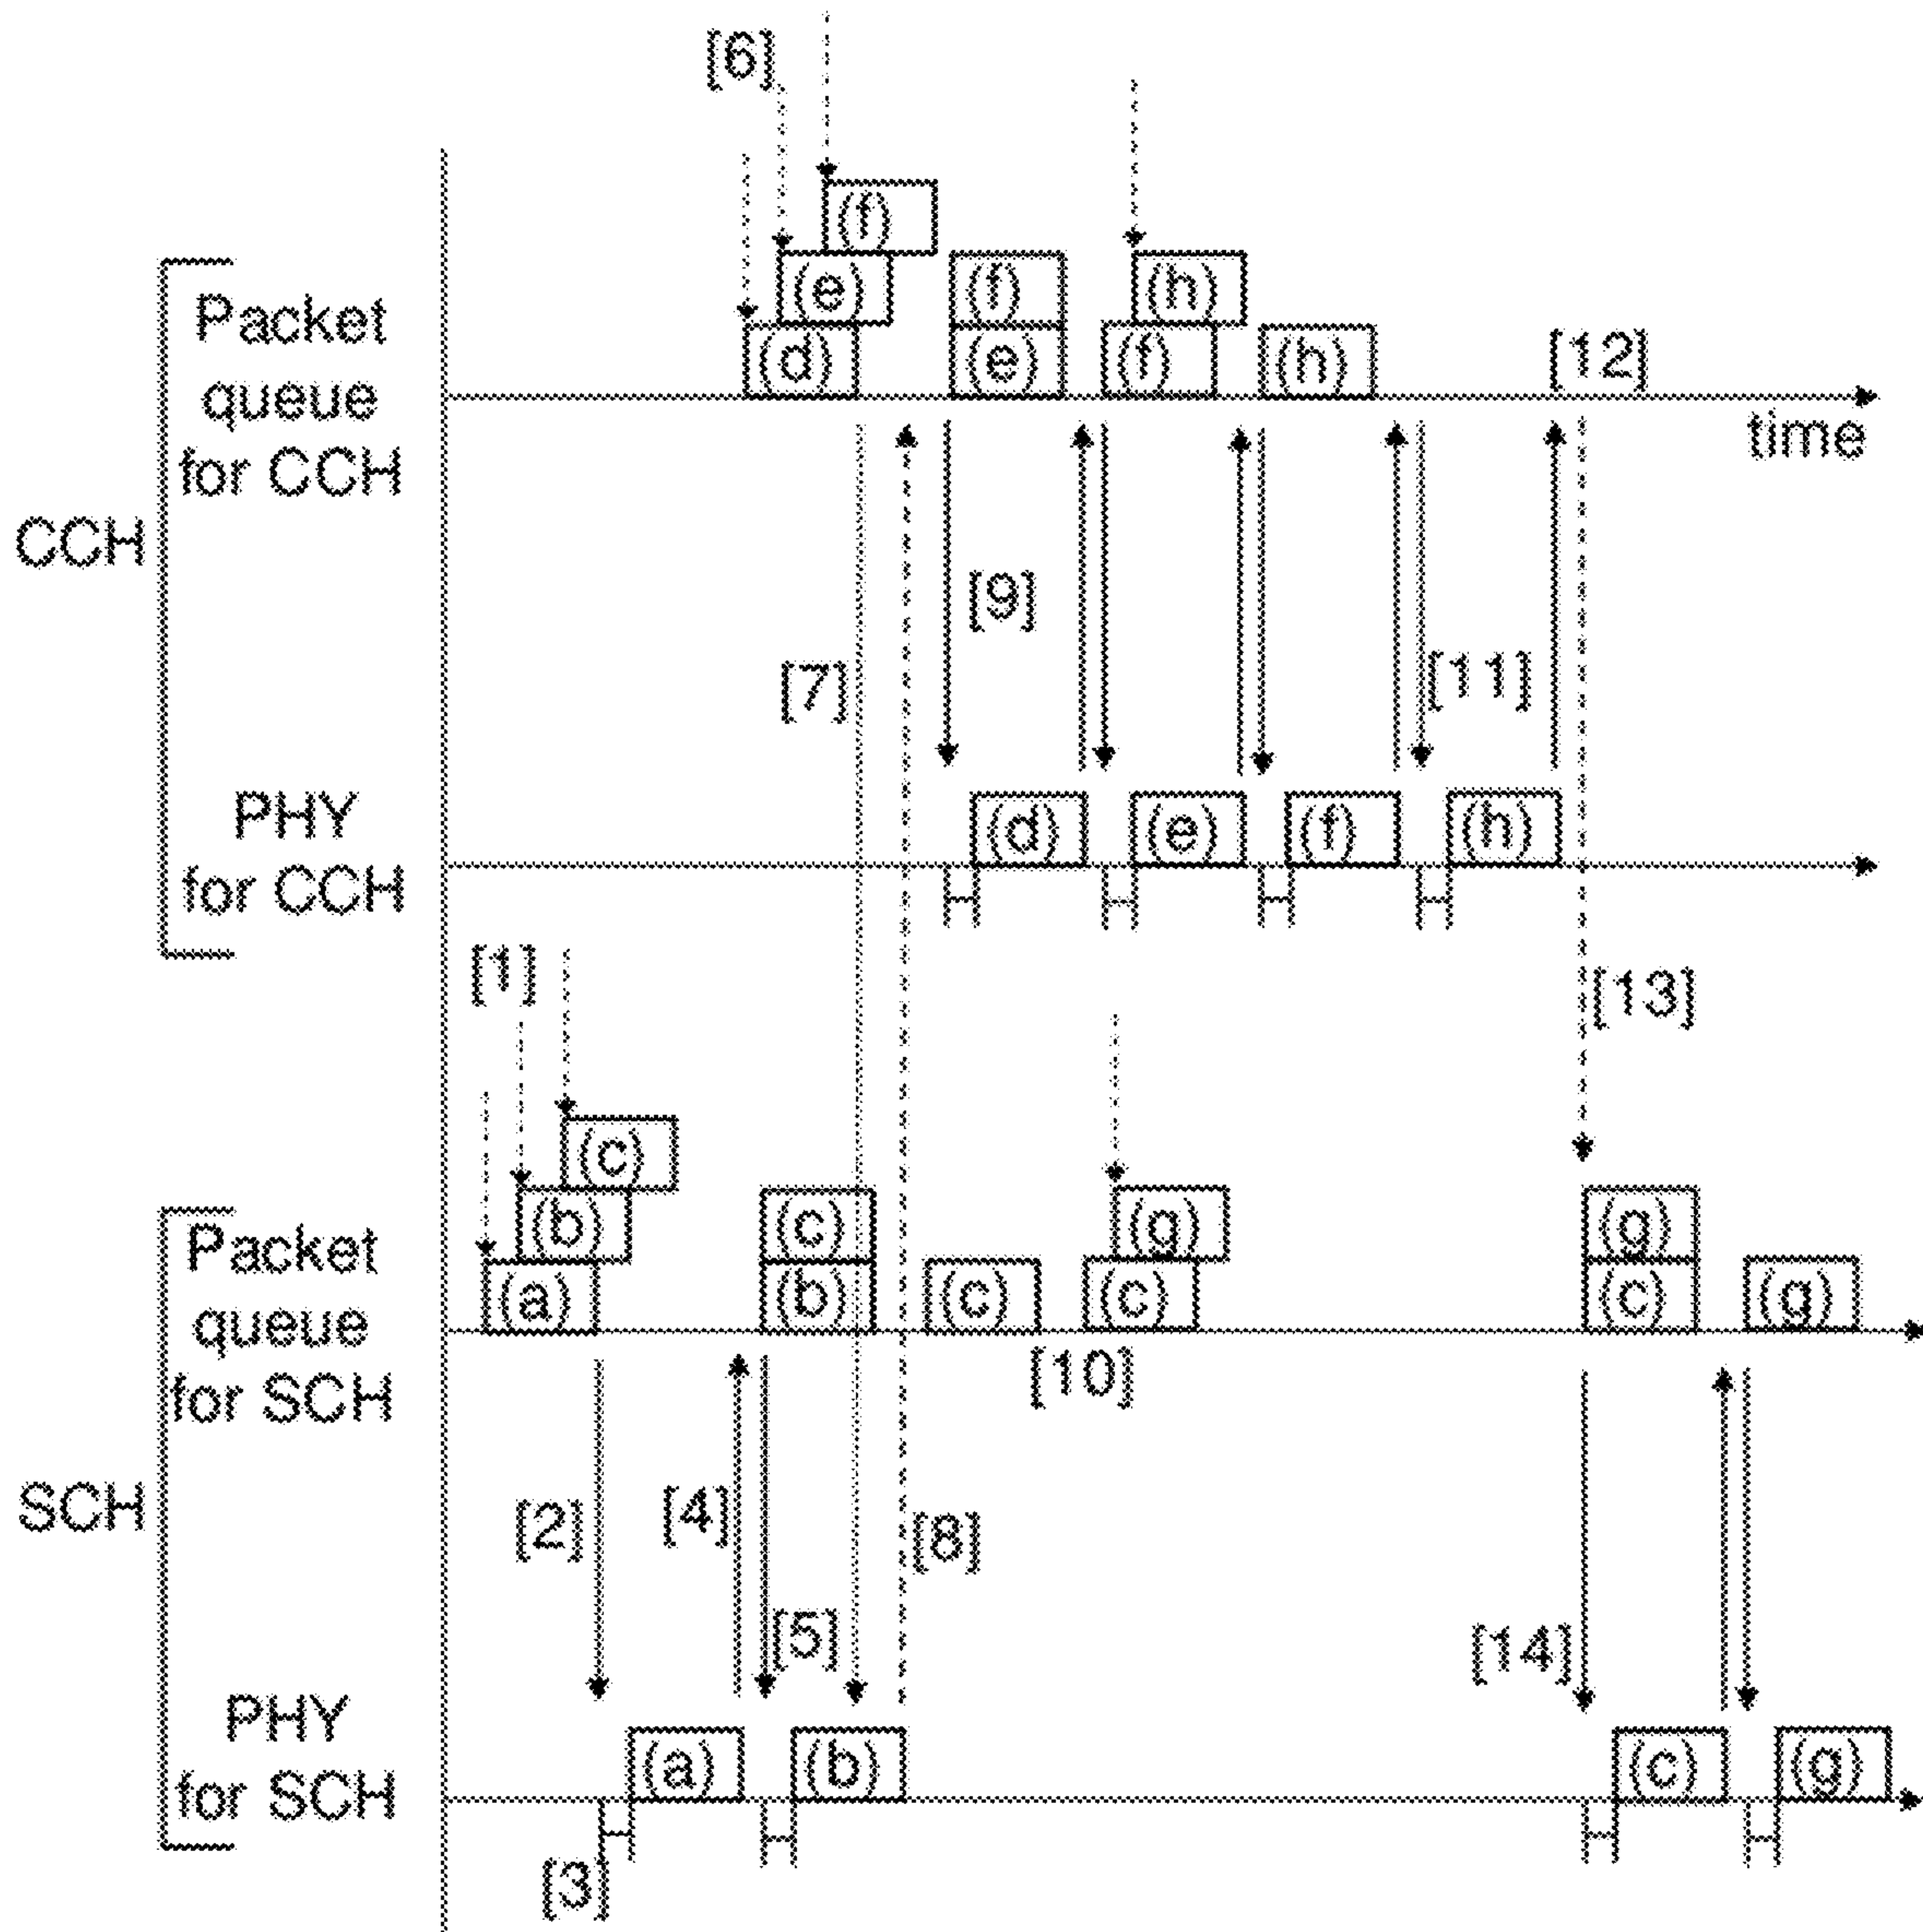 [6]
(f)
(e) (f) (h)
(d) (e) (f) (h) [12]
Packet
queue
for CCH
time
CCH
[9]
[7] [11]
PHY
for CCH
(d) (e) (f) (h)
[1] [13]
(c)
(b) (c) (g) (g)
(a) (b) (c) (c) (c) (g)
Packet
queue
for SCH
[10]
SCH
[2] [4] [8]
[5] [14]
PHY
for SCH
(a) (b) (c) (g)
[3]